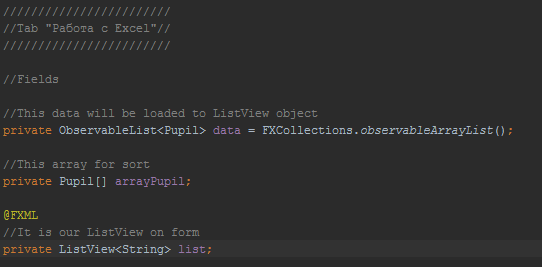 ////////////////////////
//Tab "Работа с Excel"//
////////////////////////
//Fields
//This data will be loaded to ListView object
private ObservableList<Pupil> data = FXCollections.observableArrayList();
//This array for sort
private Pupil[] arrayPupil;
@FXML
//It is our ListView on form
private ListView<String> list;